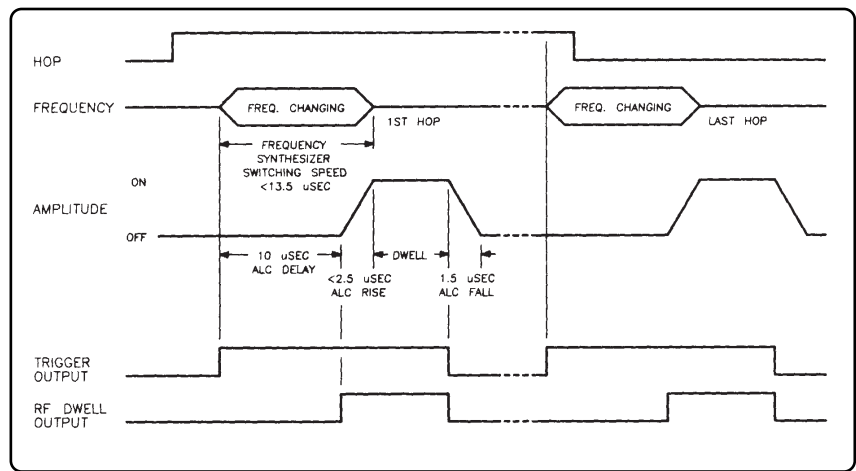 HOP
FREQUENCY
FREQ. CHANGING
1ST HOP
FREQ. CHANGING
LAST HOP
FREQUENCY
SYNTHESIZER
SWITCHING SPEED
<13.5 uSEC
AMPLITUDE
ON
OFF
10 uSEC
ALC DELAY
DWELL
<2.5 uSEC
ALC RISE
1.5 uSEC
ALC FALL
TRIGGER
OUTPUT
RF DWELL
OUTPUT